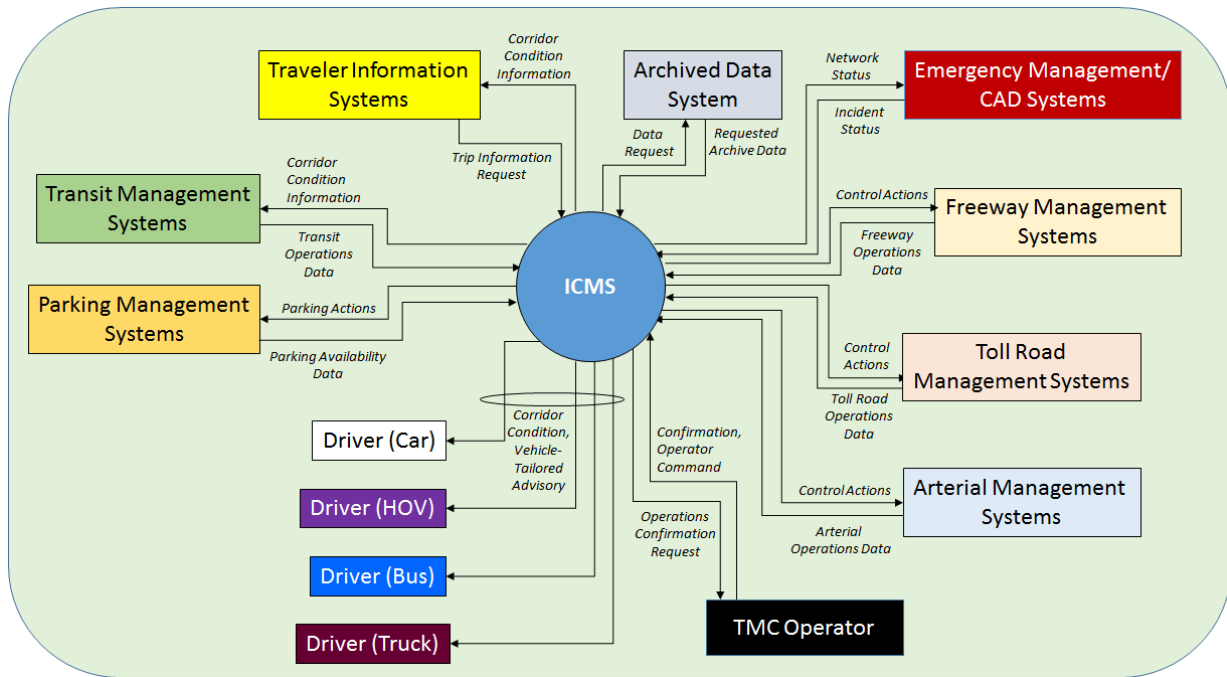 Traveler Information
Systems
Corridor
Condition
Information
Trip Information
Request
Archived Data
System
Data
Request
Requested
Archive Data
Network
Status
Emergency Management/
CAD Systems
Incident
Status
Transit Management
Systems
Corridor
Condition
Information
Transit
Operations
Data
Control Actions
Freeway Management
Systems
Freeway
Operations
Data
ICMS
Parking Management
Systems
Parking Actions
Parking Availability
Data
Control
Actions
Toll Road
Management Systems
Toll Road
Operations
Data
Corridor
Condition,
Vehicle-
Tailored
Advisory
Driver (Car)
Driver (HOV)
Driver (Bus)
Driver (Truck)
Confirmation,
Operator
Command
Operations
Confirmation
Request
Control Actions
Arterial Management
Systems
Arterial
Operations Data
TMC Operator